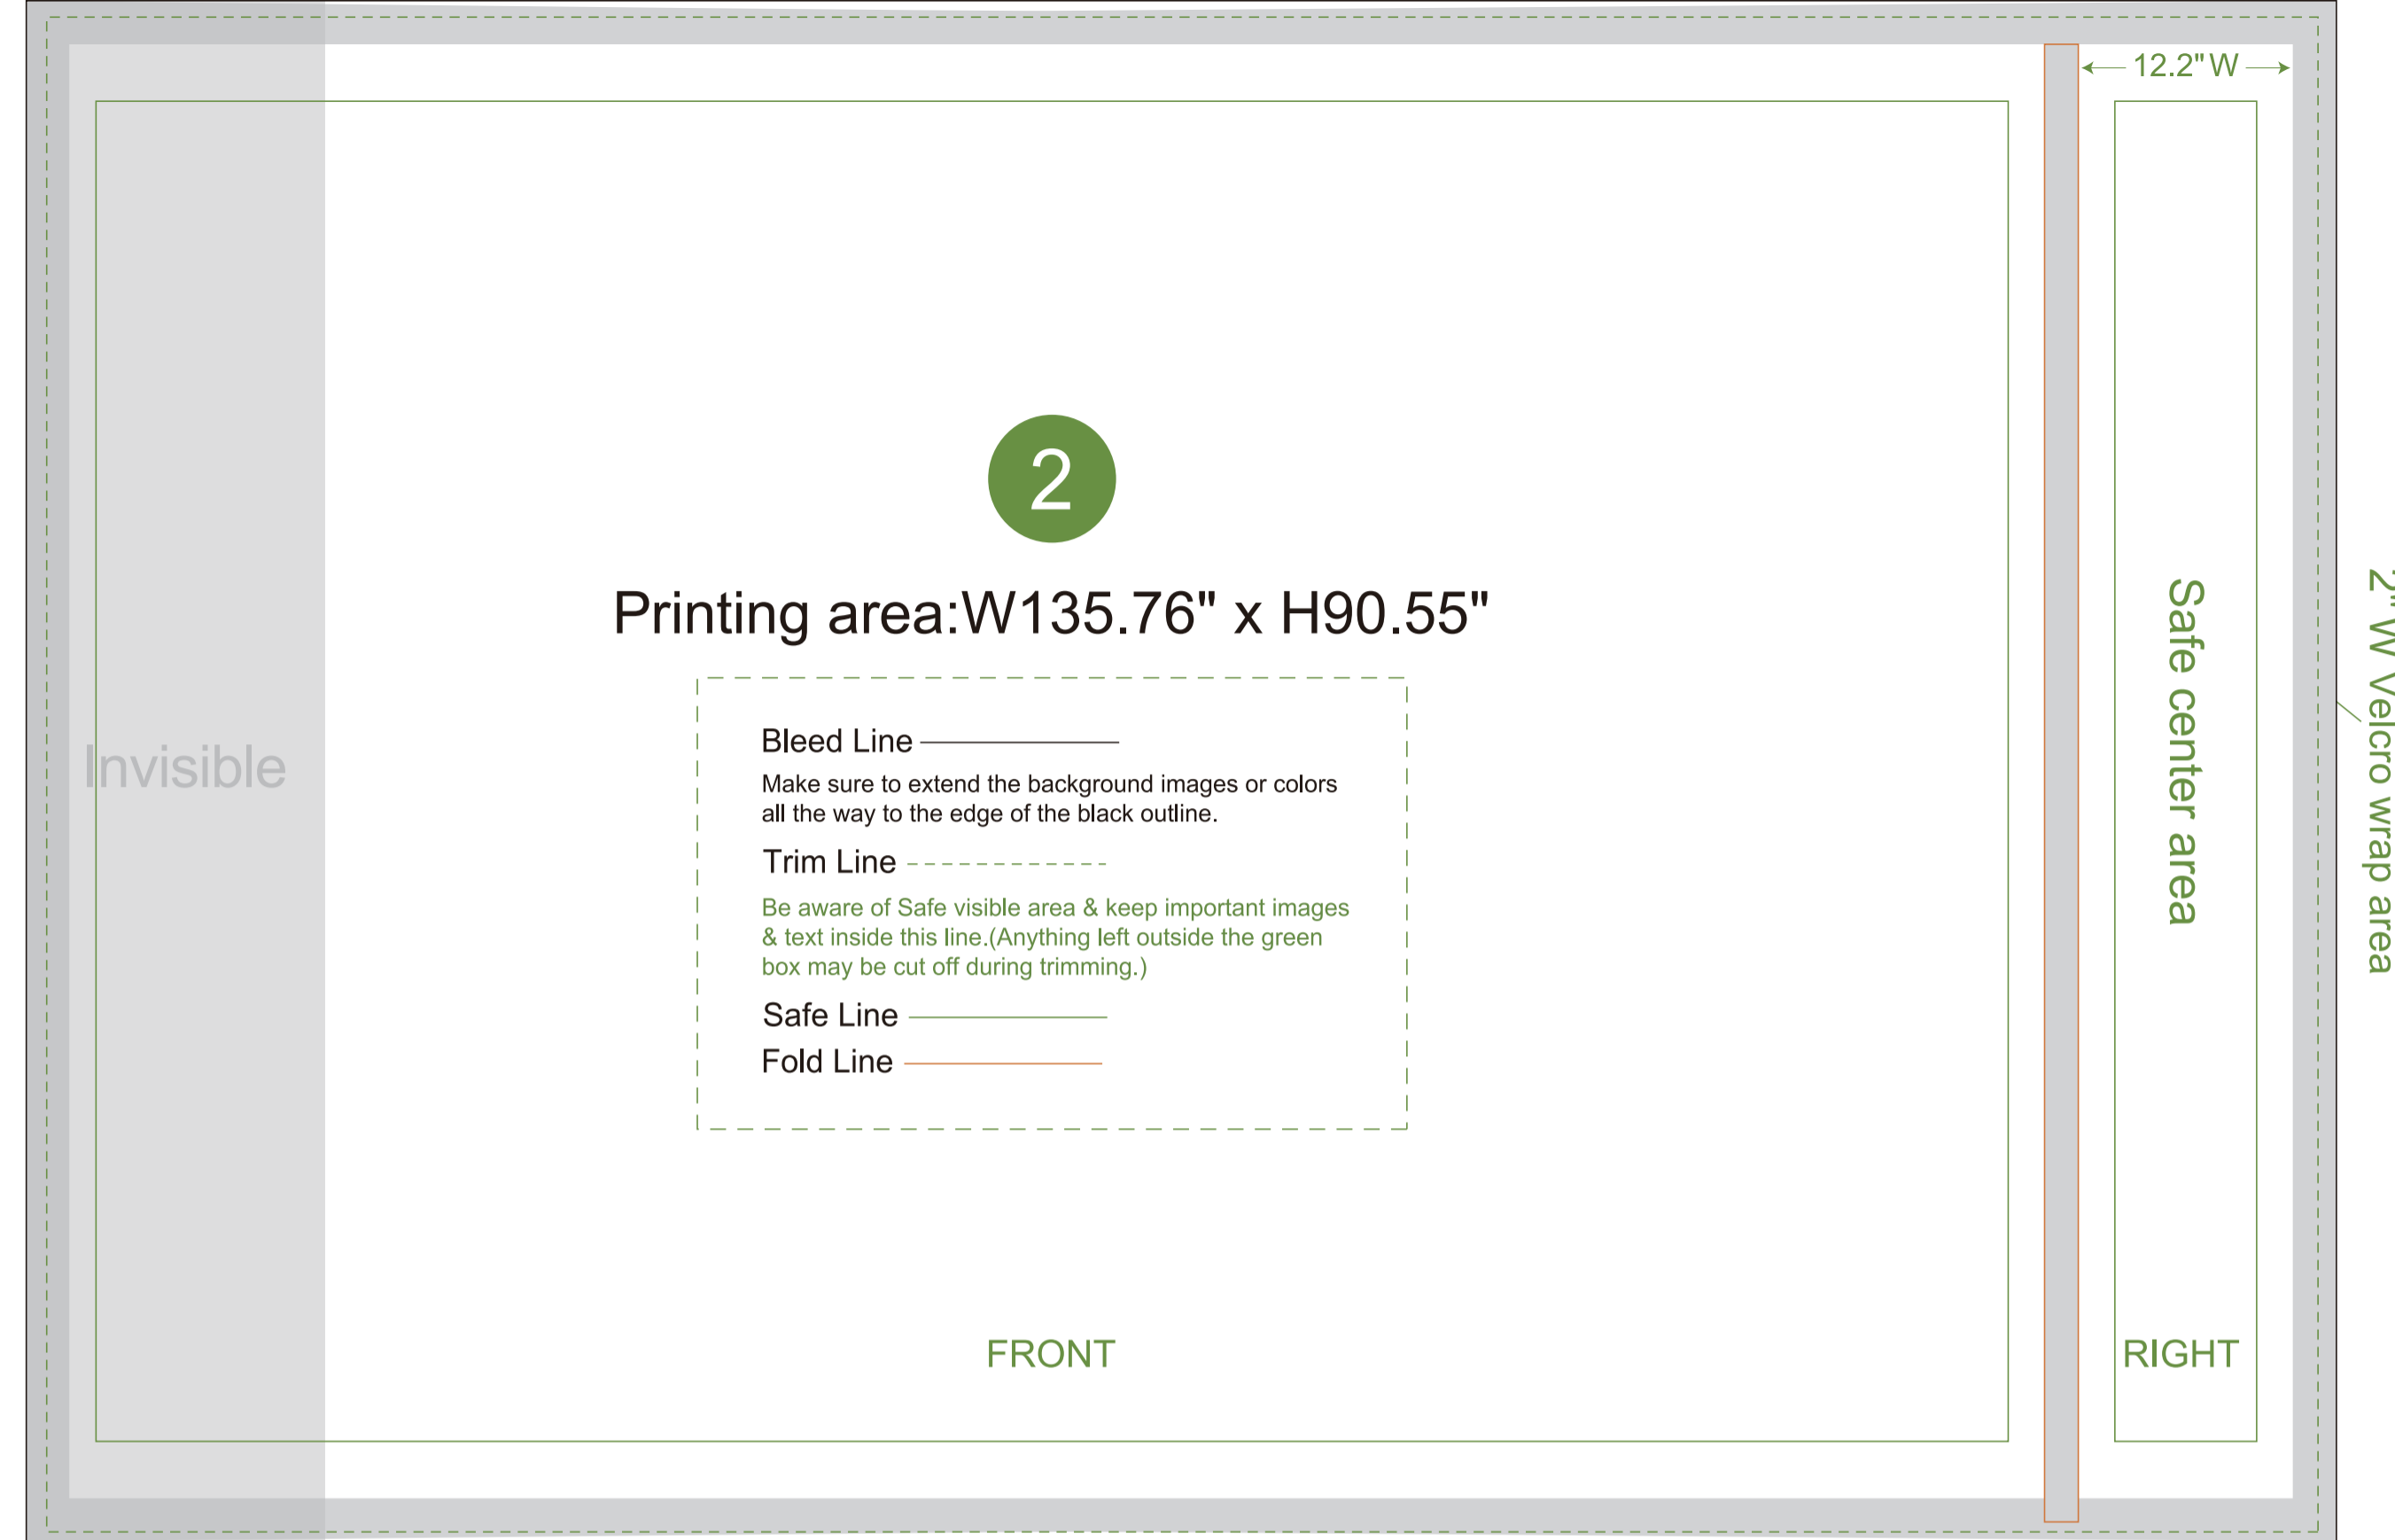 12.2" W
2
Printing area:W135.76" x H90.55"
Bleed Line
Make sure to extend the background images or colors
all the way to the edge of the black outline.
Trim Line
Be aware of Safe visible area & keep important images
& text inside this line.(Anything left outside the green
box may be cut off during trimming.)
Safe Line
Fold Line
Invisible
Safe center area
2" W Velcro wrap area
FRONT
RIGHT